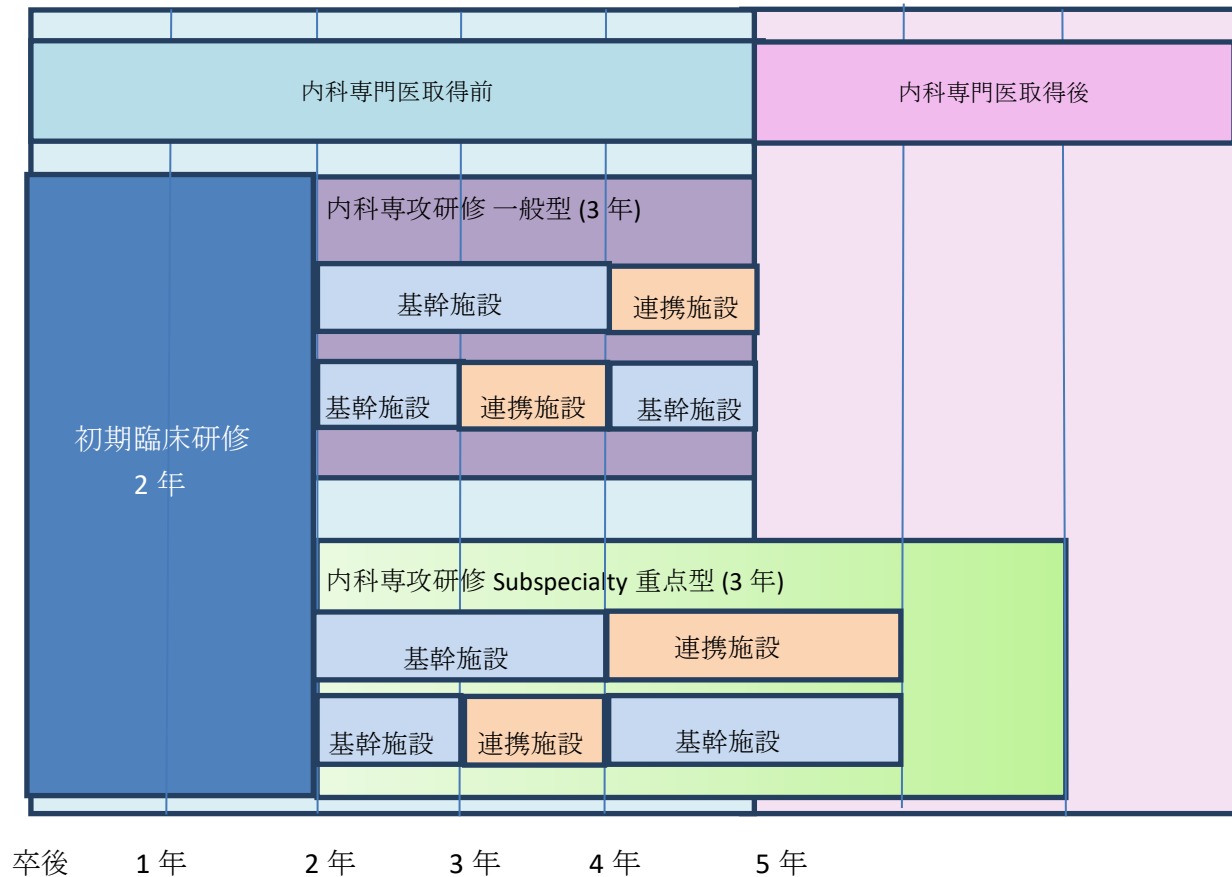 内科専門医取得前
内科専門医取得後
内科専攻研修 一般型 (3 年)
基幹施設
連携施設
基幹施設
連携施設
基幹施設
初期臨床研修
2 年
内科専攻研修 Subspecialty 重点型 (3 年)
基幹施設
連携施設
基幹施設
連携施設
基幹施設
卒後 1 年 2 年 3 年 4 年 5 年